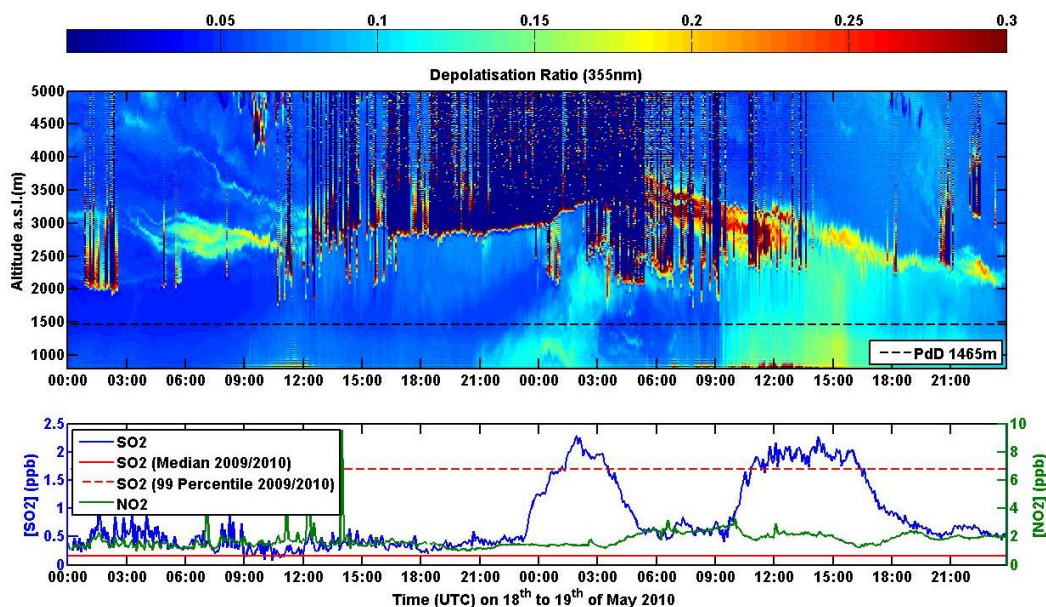 0.05 0.1 0.15 0.2 0.25 0.3
Depolatisation Ratio (355nm)
5000
4500
4000
3500
3000
2500
2000
1500
1000
Altitude a.s.l.(m)
PdD 1465m
00:00 03:00 06:00 09:00 12:00 15:00 18:00 21:00 00:00 03:00 06:00 09:00 12:00 15:00 18:00 21:00
2.5
2
1.5
1
0.5
0
[SO2] (ppb)
SO2
SO2 (Median 2009/2010)
SO2 (99 Percentile 2009/2010)
NO2
10
8
6
4
2
0
[NO2] (ppb)
00:00 03:00 06:00 09:00 12:00 15:00 18:00 21:00 00:00 03:00 06:00 09:00 12:00 15:00 18:00 21:00
Time (UTC) on 18th to 19th of May 2010